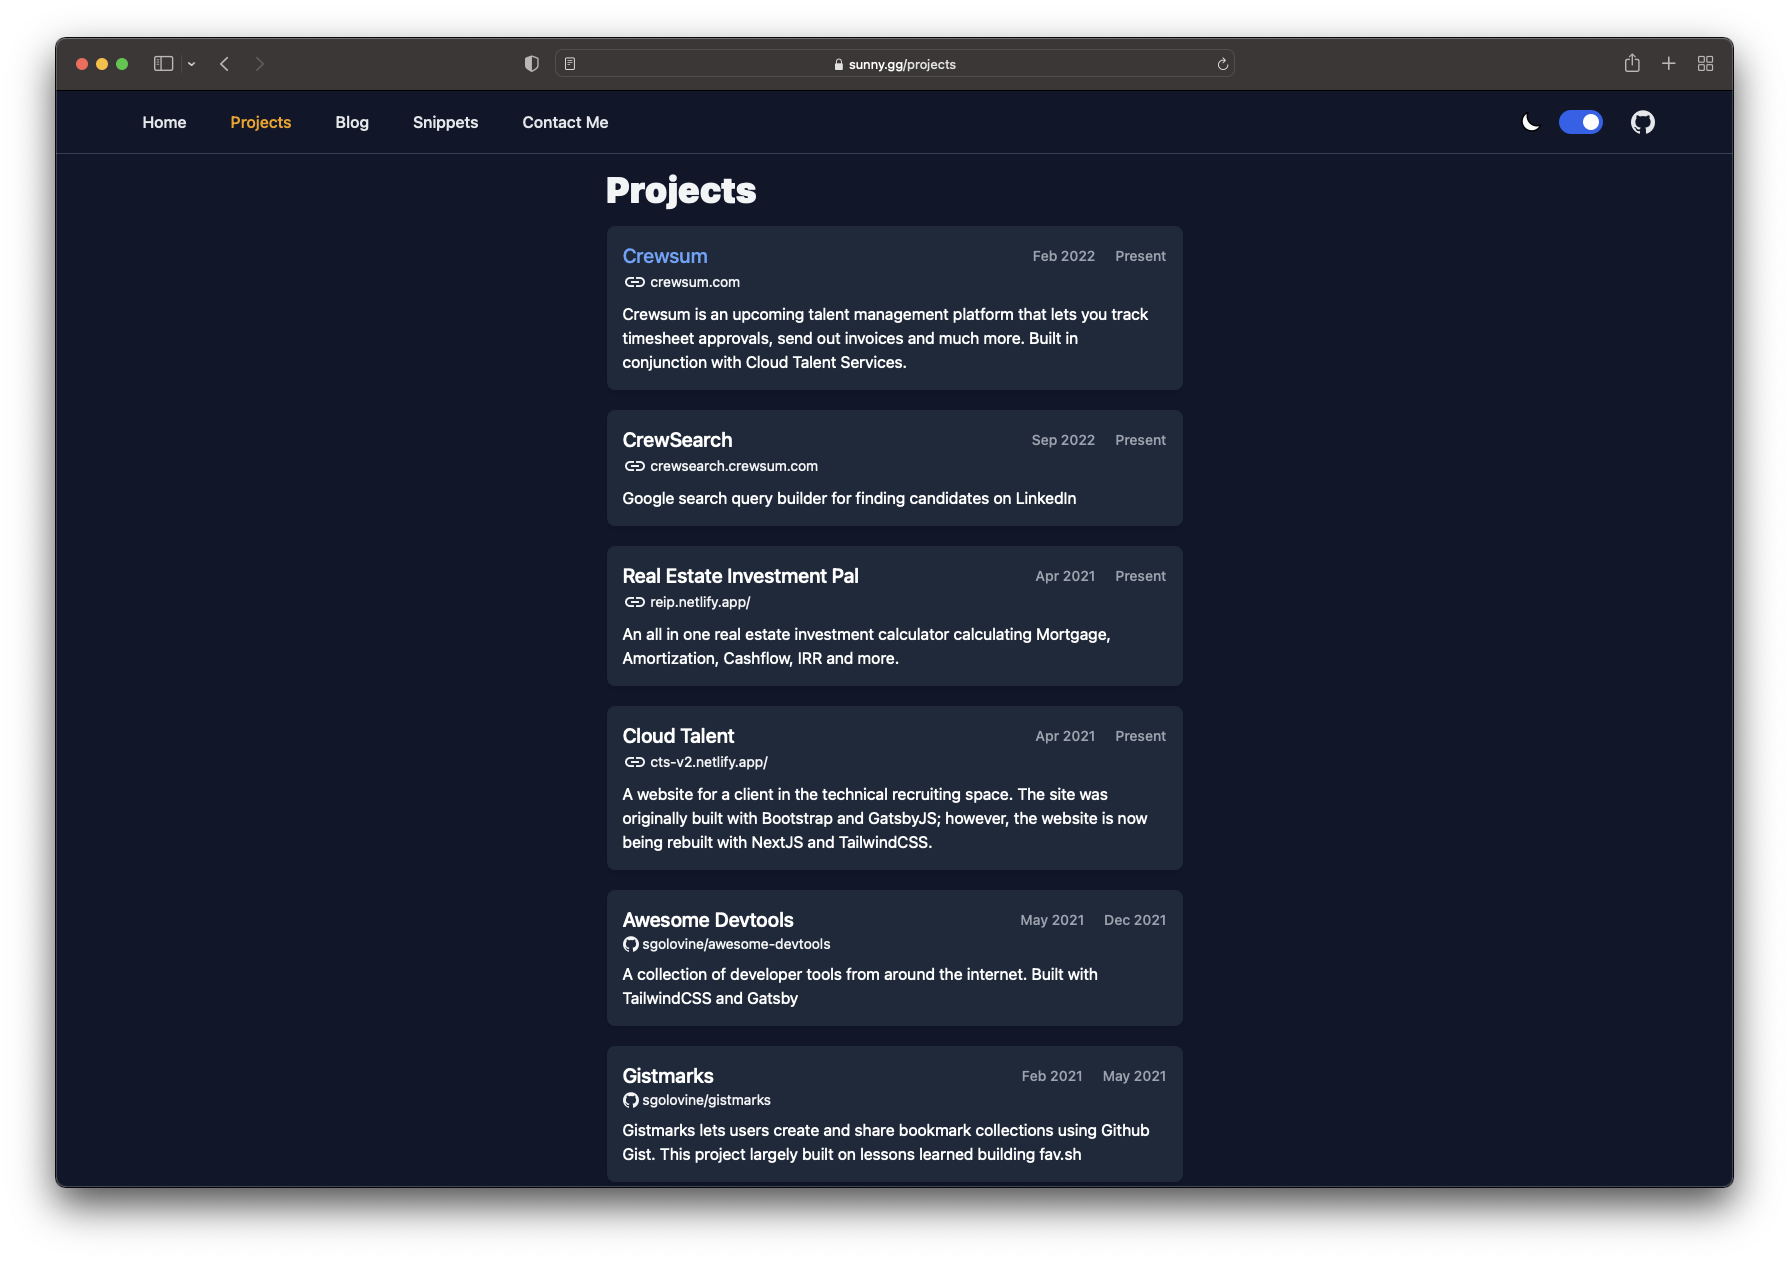 sunny.gg/projects
Home Projects Blog Snippets Contact Me
Projects
Crewsum Feb 2022 Present
crewsum.com
Crewsum is an upcoming talent management platform that lets you track
timesheet approvals, send out invoices and much more. Built in
conjunction with Cloud Talent Services.
CrewSearch Sep 2022 Present
crewsearch.crewsum.com
Google search query builder for finding candidates on LinkedIn
Real Estate Investment Pal Apr 2021 Present
reip.netlify.app/
An all in one real estate investment calculator calculating Mortgage,
Amortization, Cashflow, IRR and more.
Cloud Talent Apr 2021 Present
cts-v2.netlify.app/
A website for a client in the technical recruiting space. The site was
originally built with Bootstrap and GatsbyJS; however, the website is now
being rebuilt with NextJS and TailwindCSS.
Awesome Devtools May 2021 Dec 2021
sgolovine/awesome-devtools
A collection of developer tools from around the internet. Built with
TailwindCSS and Gatsby
Gistmarks Feb 2021 May 2021
sgolovine/gistmarks
Gistmarks lets users create and share bookmark collections using Github
Gist. This project largely built on lessons learned building fav.sh